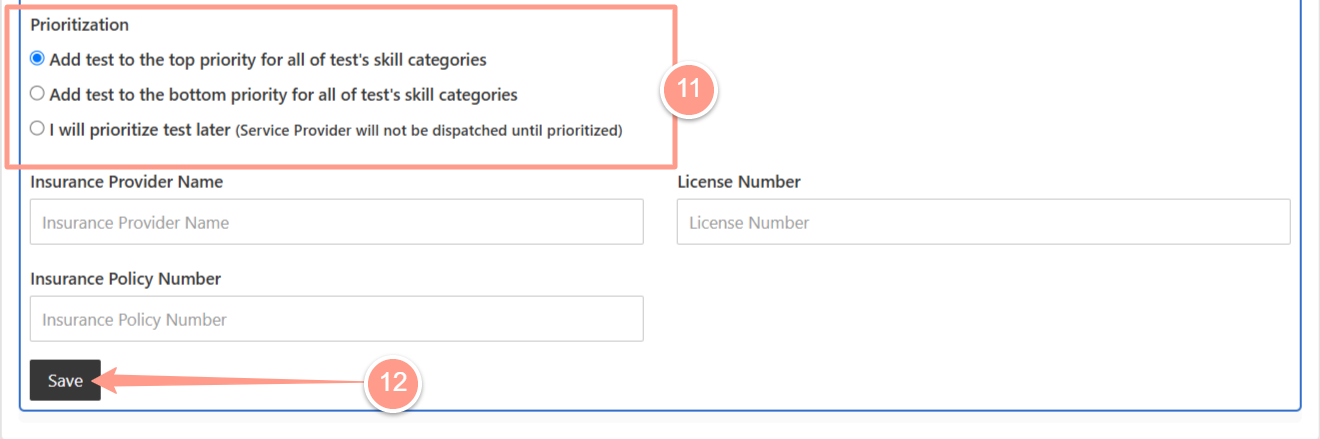 Prioritization
Add test to the top priority for all of test's skill categories
11
Add test to the bottom priority for all of test's skill categories
I will prioritize test later (Service Provider will not be dispatched until prioritized)
Insurance Provider Name
License Number
Insurance Provider Name
License Number
Insurance Policy Number
Insurance Policy Number
Save
12